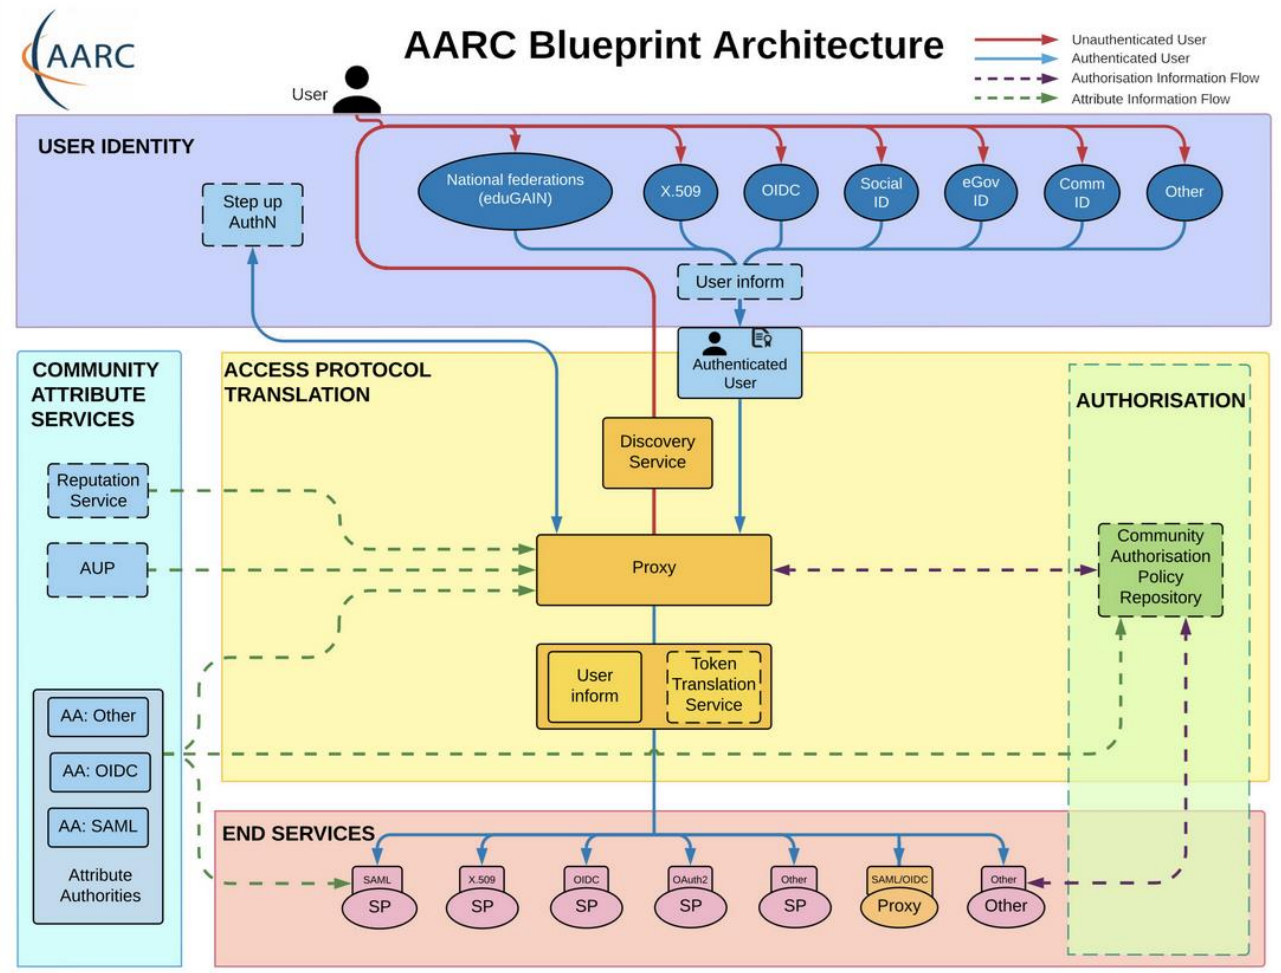 AARC
AARC Blueprint Architecture
Unauthenticated User
Authenticated User
Authorisation Information Flow
Attribute Information Flow
User
USER IDENTITY
Step up
AuthN
National federations
(eduGAIN)
X.509
OIDC
Social
ID
eGov
ID
Comm
ID
Other
User inform
Authenticated
User
COMMUNITY
ATTRIBUTE
SERVICES
Reputation
Service
AUP
AA: Other
AA: OIDC
AA: SAML
Attribute
Authorities
ACCESS PROTOCOL
TRANSLATION
Discovery
Service
Proxy
User
inform
Token
Translation
Service
AUTHORISATION
Community
Authorisation
Policy
Repository
END SERVICES
SAML
SP
X.509
SP
OIDC
SP
OAuth2
SP
Other
SP
SAML/OIDC
Proxy
Other
Other